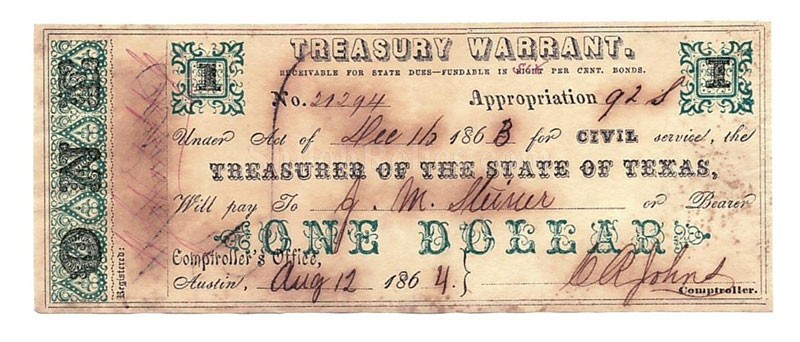 TREASURY WARRANT.
RECEIVABLE FOR STATE DUES—FUNDABLE IN PER CENT. BONDS.
1 1
No. 21294 Appropriation 92 S
Under Act of Dec 16 1863 for CIVIL service, the
TREASURER OF THE STATE OF TEXAS,
Will pay To J. M. Steiner or Bearer
ONE DOLLAR
Comptroller's Office,
Austin, Aug 12 1864. C R Johns
Comptroller.
ONE
Registered: